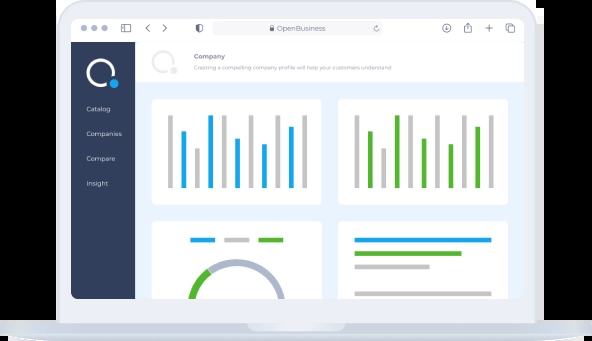 OpenBusiness
Company
Creating a compelling company profile will help your customers understand
Catalog
Companies
Compare
Insight